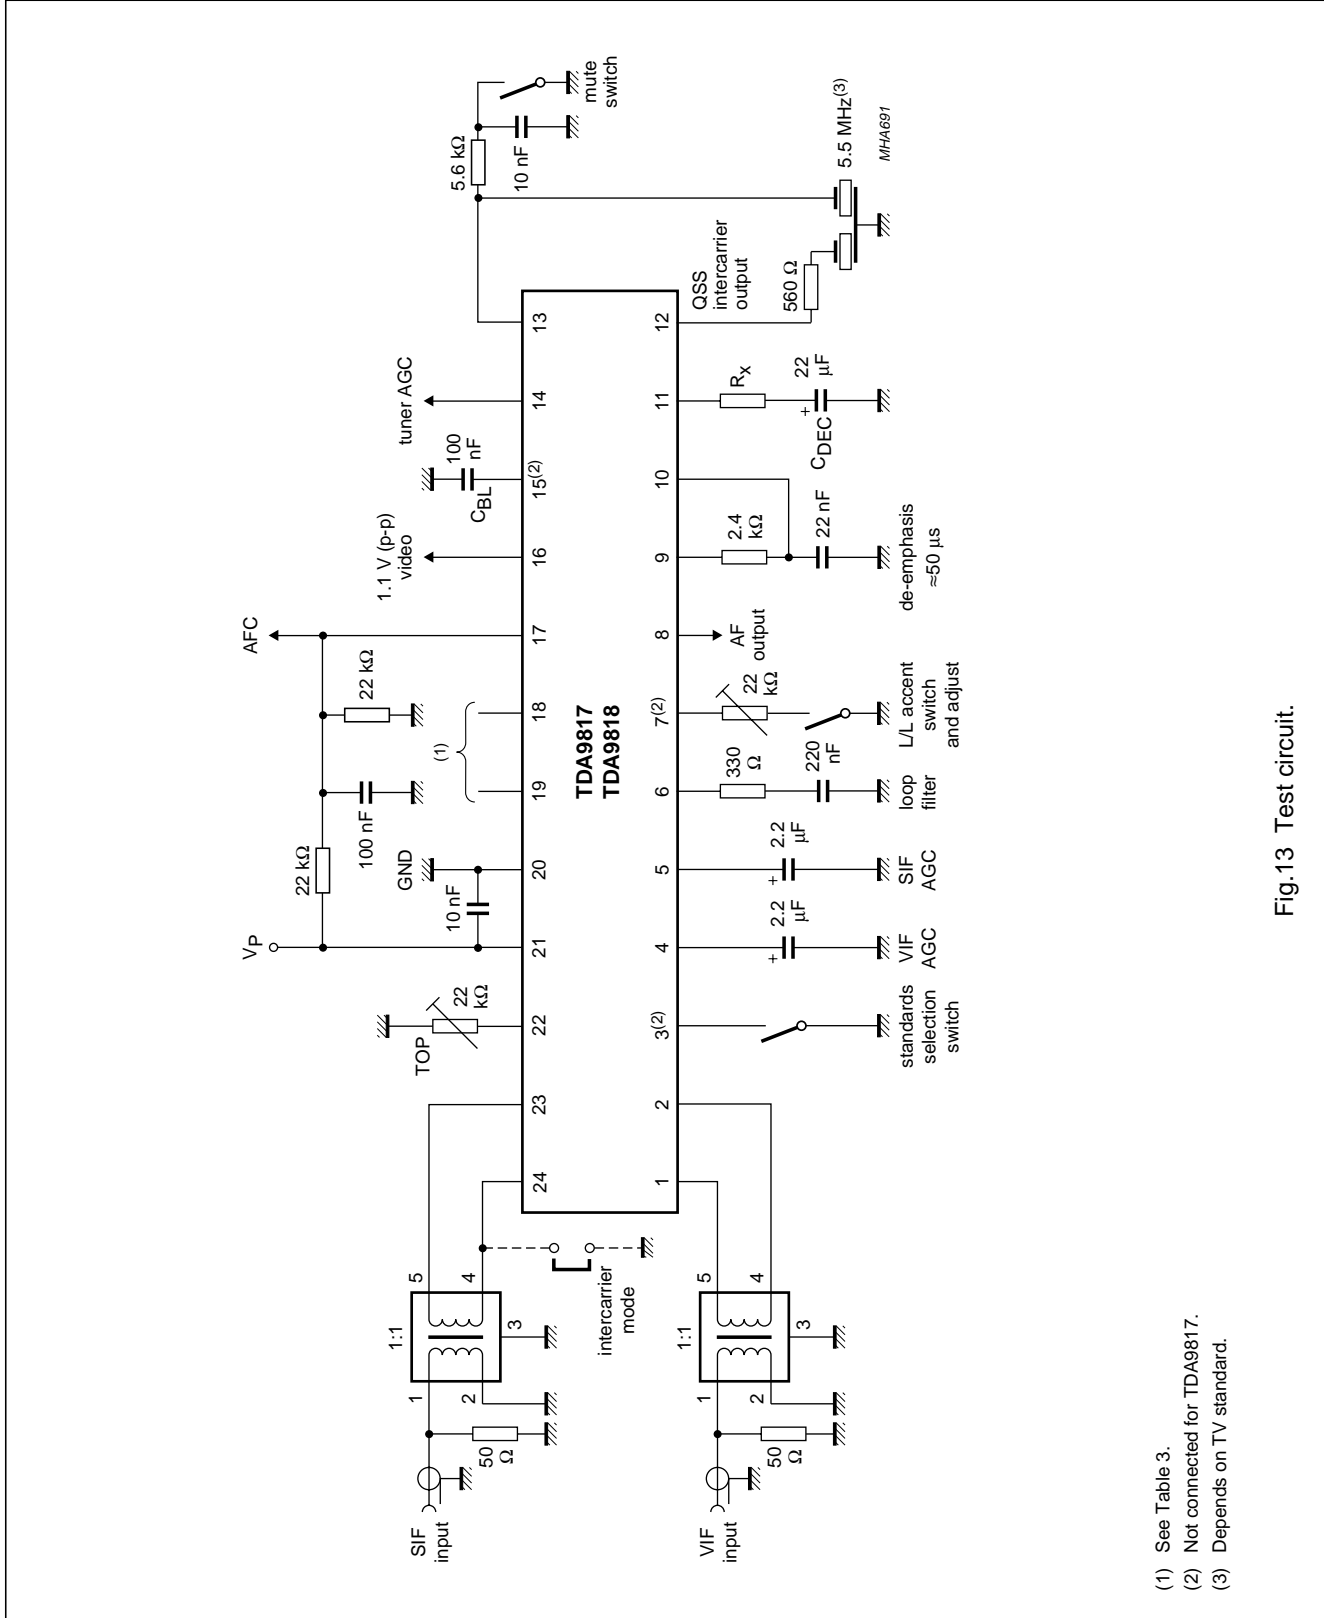 SIF
input
50
Ω
1
2
1:1
3
5
4
intercarrier
mode
VIF
input
50
Ω
1
2
1:1
3
5
4
TOP
22
kΩ
VP
22 kΩ
100 nF
22 kΩ
AFC
10 nF
GND
(1)
1.1 V (p-p)
video
CBL
100
nF
tuner AGC
5.6 kΩ
10 nF
mute
switch
24
23
22
21
20
19
18
17
16
15(2)
14
13
TDA9817
TDA9818
1
2
3(2)
4
5
6
7(2)
8
9
10
11
12
standards
selection
switch
+
2.2
µF
VIF
AGC
+
2.2
µF
SIF
AGC
330
Ω
220
nF
loop
filter
22
kΩ
L/L accent
switch
and adjust
AF
output
2.4
kΩ
22 nF
de-emphasis
≈50 µs
Rx
+
22
µF
CDEC
QSS
intercarrier
output
560 Ω
5.5 MHz(3)
MHA691
(1) See Table 3.
(2) Not connected for TDA9817.
(3) Depends on TV standard.
Fig.13 Test circuit.